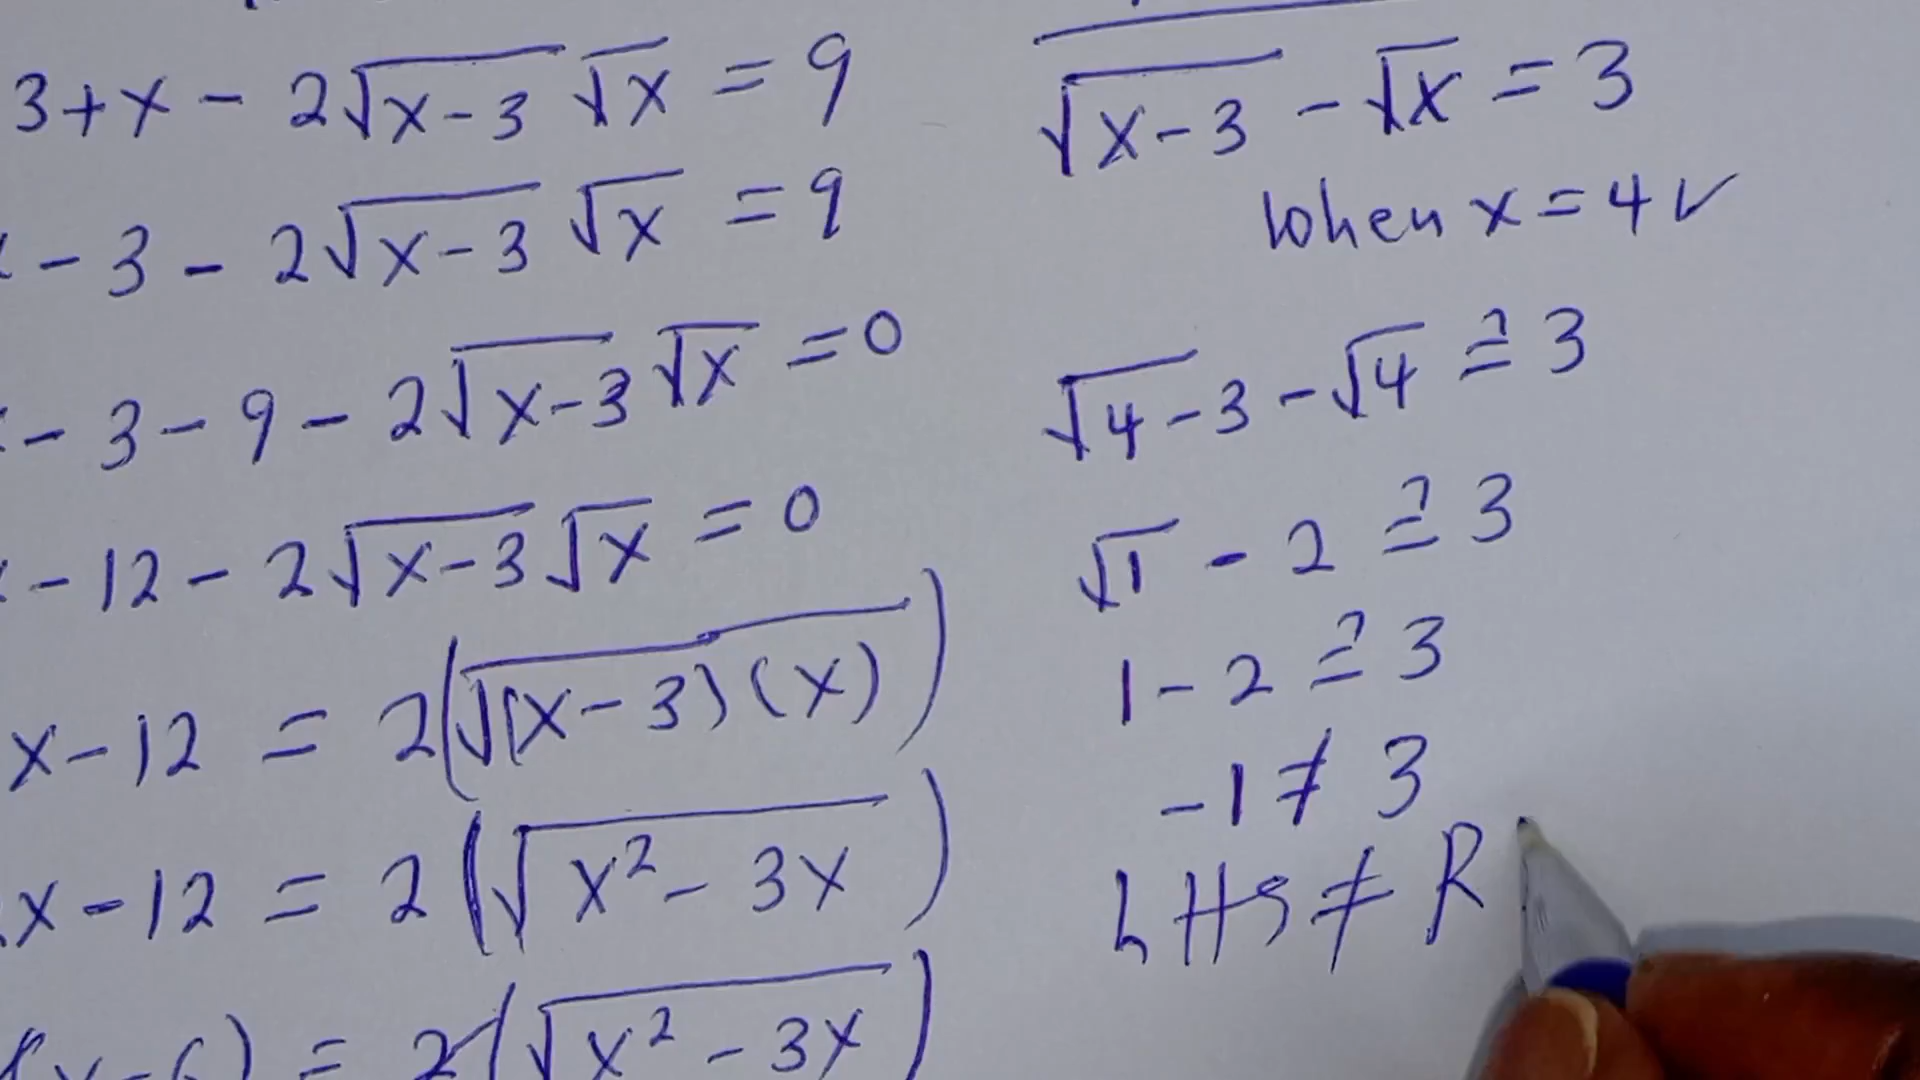 3+x - 2√x-3 √x = 9
- 3 - 2√x-3 √x = 9
- 3 - 9 - 2√x-3 √x = 0
- 12 - 2√x-3 √x = 0
x - 12 = 2(√(x-3)(x))
x - 12 = 2(√x² - 3x)
(x-6) = 2(√x² - 3x)
√x-3 - √x = 3
when x = 4 ✓
√4-3 - √4 ≟ 3
√1 - 2 ≟ 3
1 - 2 ≟ 3
-1 ≠ 3
LHS ≠ R